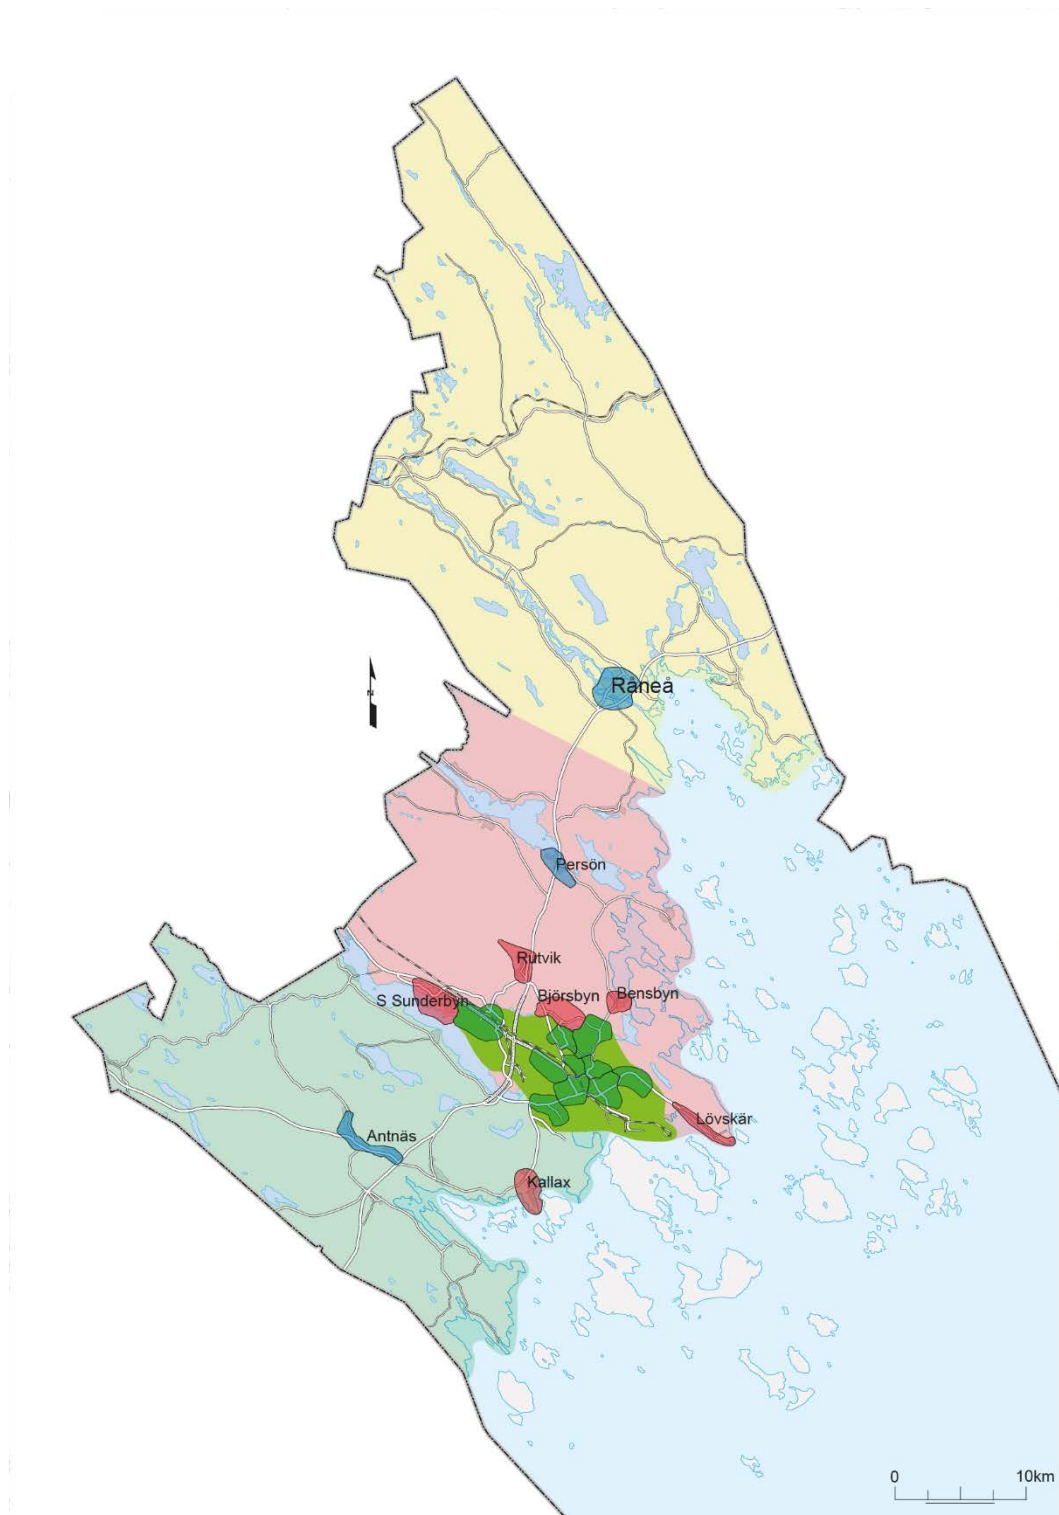 Råneå
Persön
Rutvik
S Sunderbyn
Björsbyn
Bensbyn
Lövskär
Antnäs
Kallax
0 10km